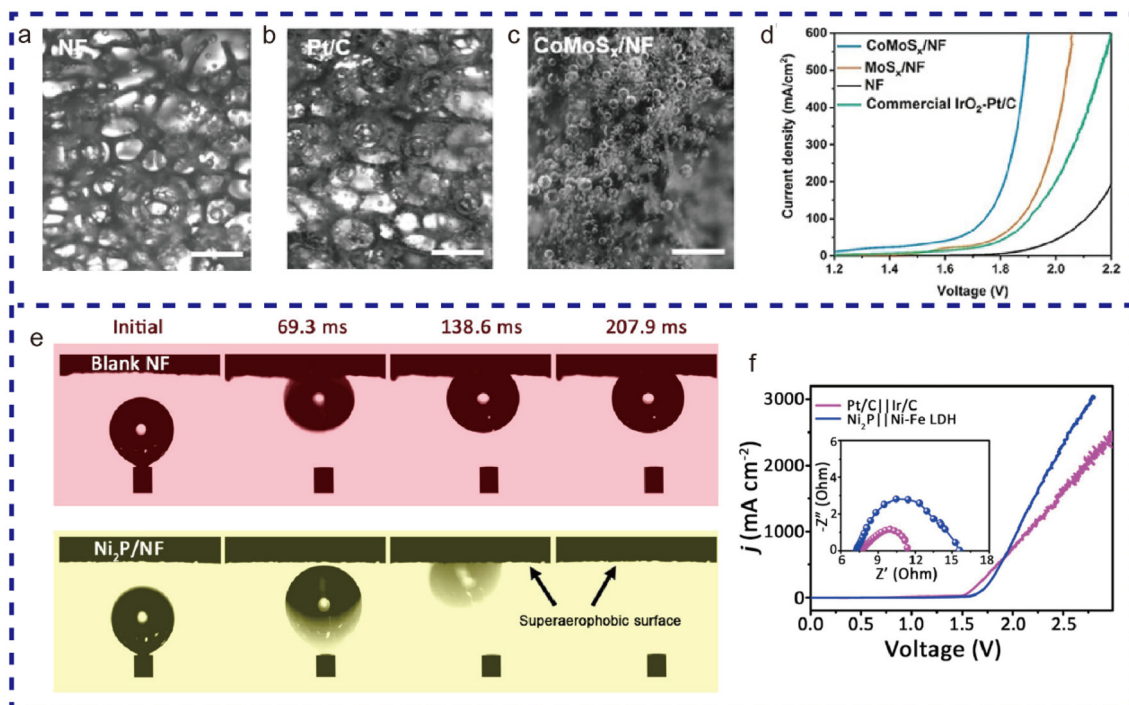 a
NF
b
Pt/C
c
CoMoSₓ/NF
d
Current density (mA/cm²)
600
500
400
300
200
100
0
CoMoSₓ/NF
MoSₓ/NF
NF
Commercial IrO₂-Pt/C
1.2
1.4
1.6
1.8
2.0
2.2
Voltage (V)
e
Initial
69.3 ms
138.6 ms
207.9 ms
Blank NF
Ni₂P/NF
Superaerophobic surface
f
j (mA cm⁻²)
3000
2500
2000
1500
1000
500
0
Pt/C||Ir/C
Ni₂P||Ni-Fe LDH
-Z'' (Ohm)
6
4
2
0
6
9
12
15
18
Z' (Ohm)
0.0
0.5
1.0
1.5
2.0
2.5
Voltage (V)